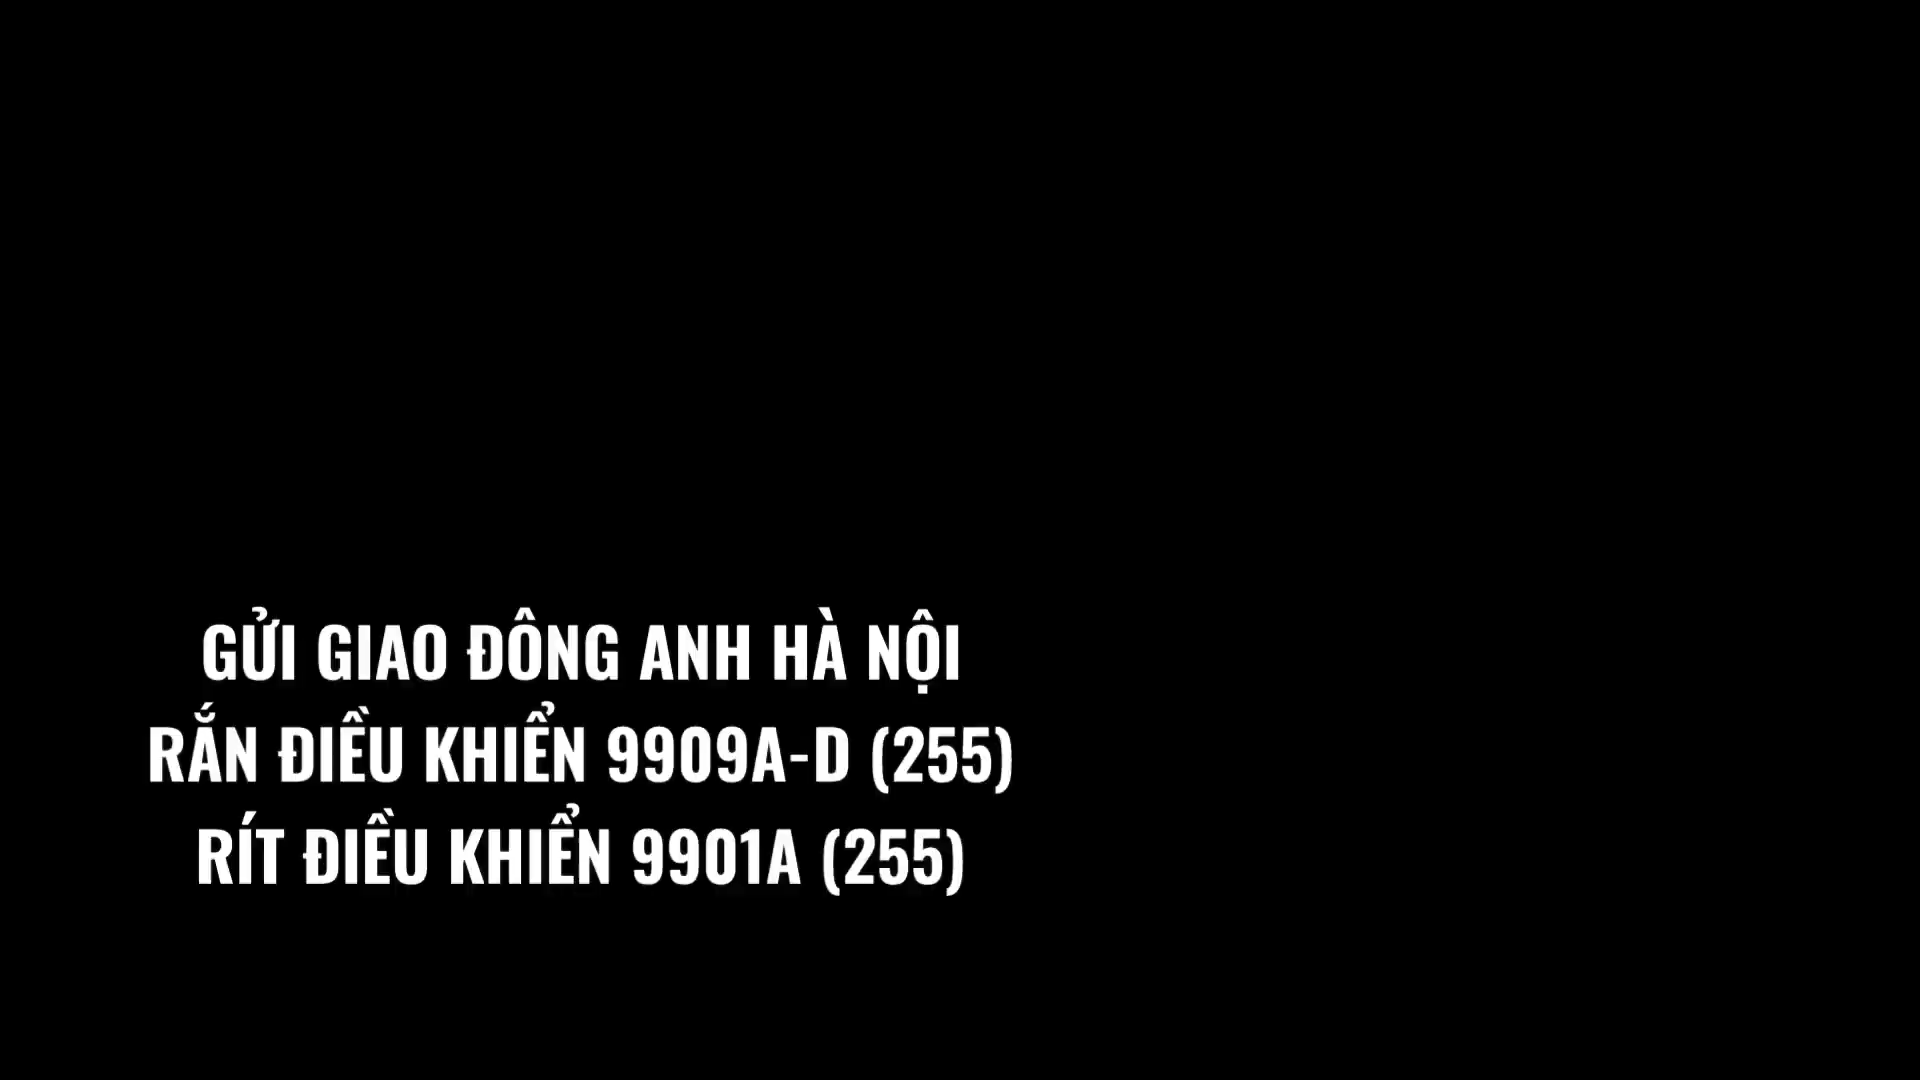 GỬI GIAO ĐÔNG ANH HÀ NỘI
RẮN ĐIỀU KHIỂN 9909A-D (255)
RÍT ĐIỀU KHIỂN 9901A (255)